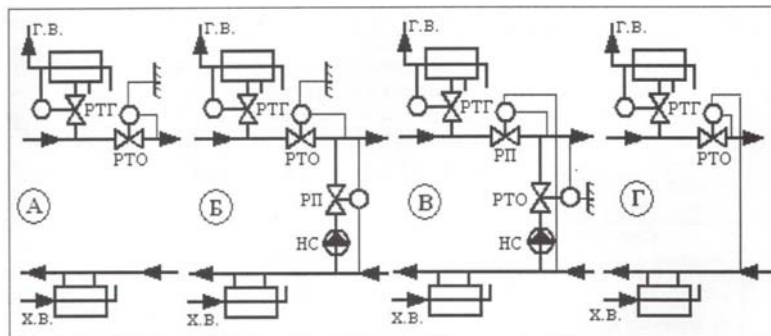 Г.В.
РТГ
РТО
А
Х.В.
Г.В.
РТГ
РТО
РП
Б
НС
Х.В.
Г.В.
РТГ
РП
РТО
В
НС
Х.В.
Г.В.
РТГ
РТО
Г
Х.В.